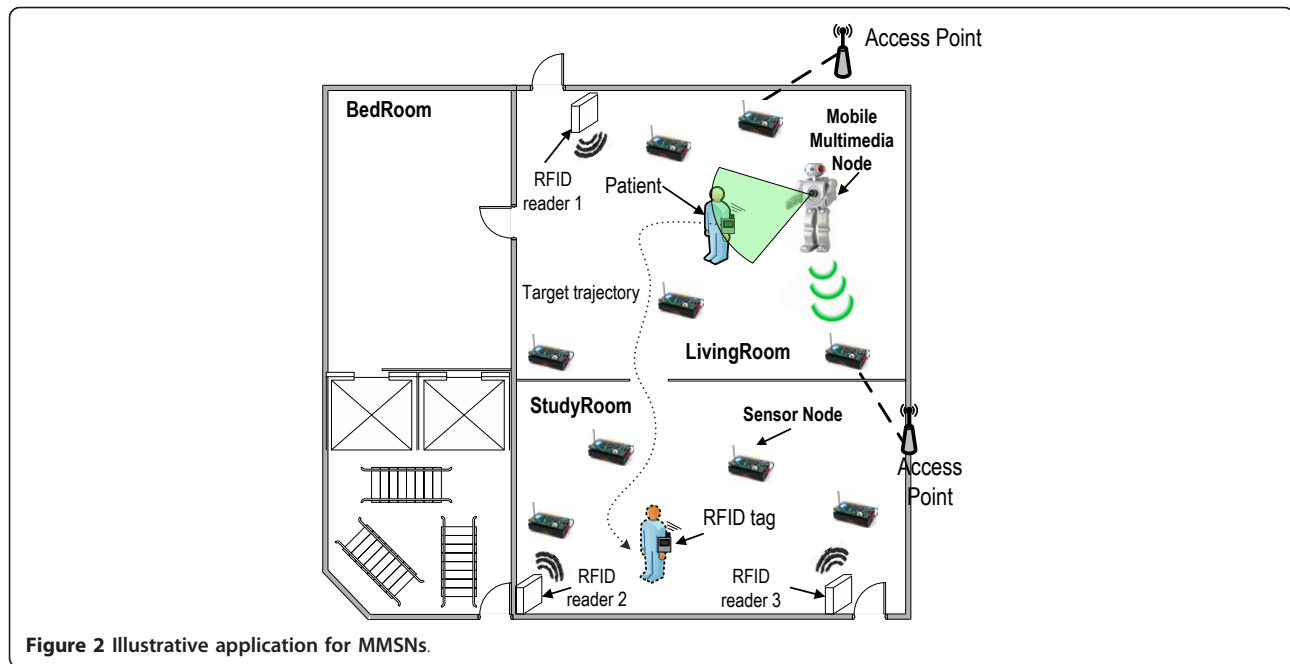 Access Point
BedRoom
Mobile
Multimedia
Node
RFID
reader 1
Patient
Target trajectory
LivingRoom
StudyRoom
Sensor Node
Access
Point
RFID tag
RFID
reader 2
RFID
reader 3
Figure 2 Illustrative application for MMSNs.